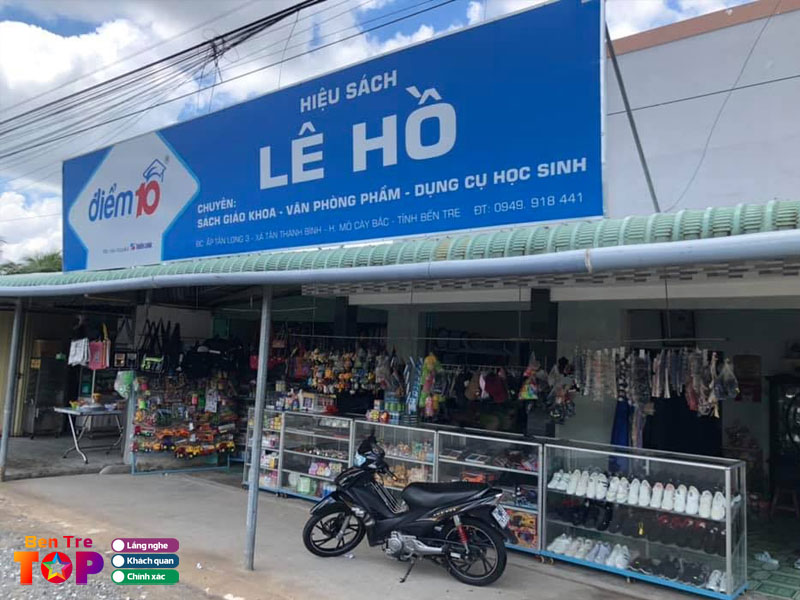 HIỆU SÁCH
LÊ HỒ
điểm 10
CHUYÊN:
SÁCH GIÁO KHOA - VĂN PHÒNG PHẨM - DỤNG CỤ HỌC SINH
ĐC: ẤP TÂN LONG 3 - XÃ TÂN THANH BÌNH - H. MỎ CÀY BẮC - TỈNH BẾN TRE ĐT: 0949 918 441
Ben Tre
TOP
Lắng nghe
Khách quan
Chính xác